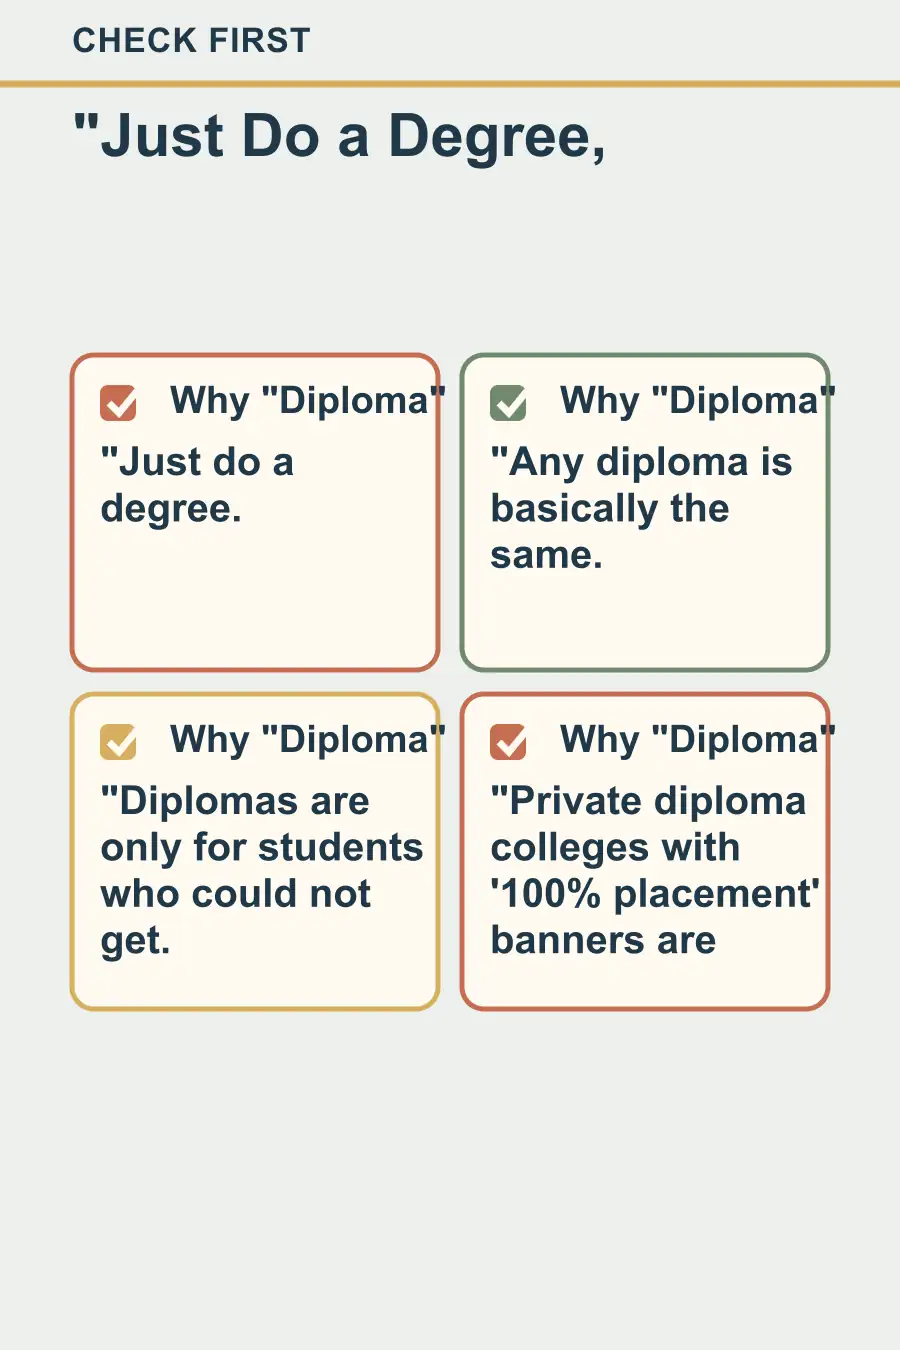 CHECK FIRST
"Just Do a Degree,
Why "Diploma"
"Just do a
degree.
Why "Diploma"
"Any diploma is
basically the
same.
Why "Diploma"
"Diplomas are
only for students
who could not
get.
Why "Diploma"
"Private diploma
colleges with
'100% placement'
banners are